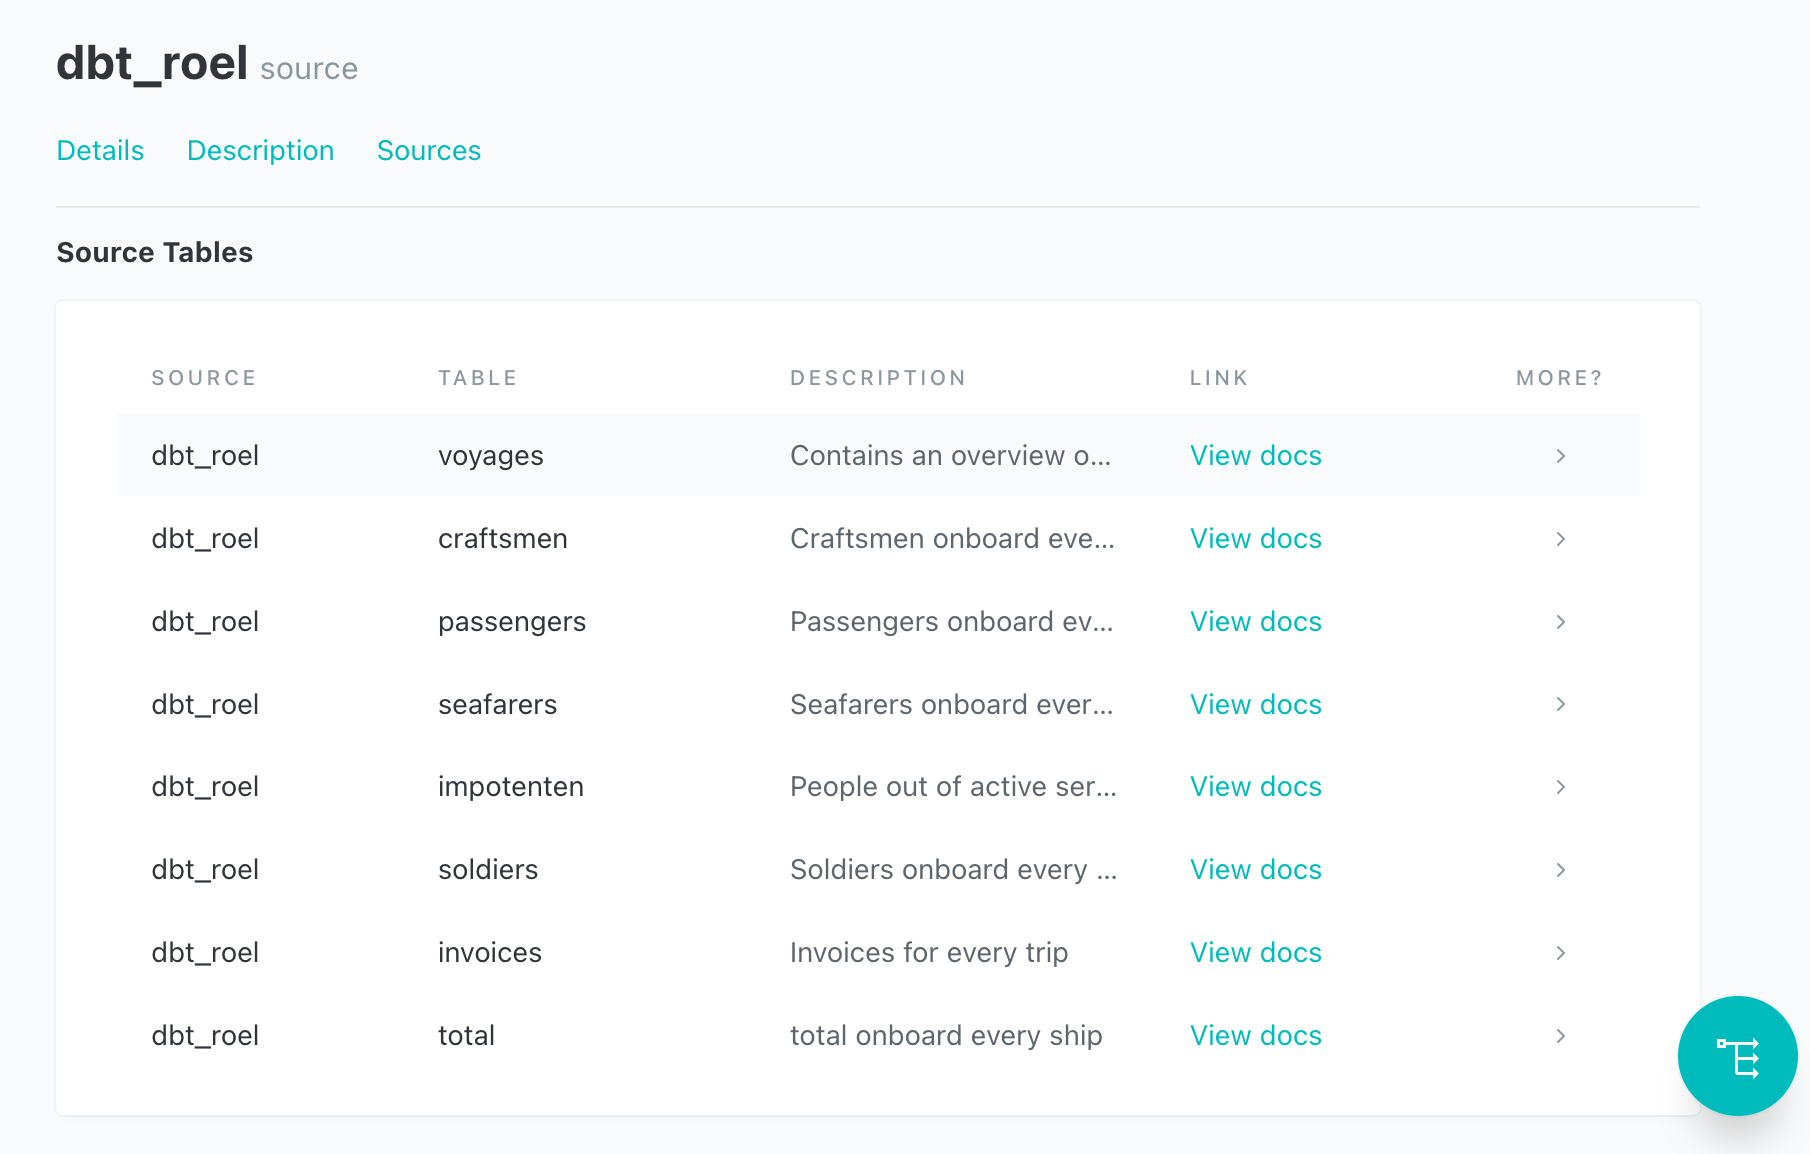 dbt_roel source
Details Description Sources
Source Tables
SOURCE TABLE DESCRIPTION LINK MORE?
dbt_roel voyages Contains an overview o... View docs
dbt_roel craftsmen Craftsmen onboard eve... View docs
dbt_roel passengers Passengers onboard ev... View docs
dbt_roel seafarers Seafarers onboard ever... View docs
dbt_roel impotenten People out of active ser... View docs
dbt_roel soldiers Soldiers onboard every ... View docs
dbt_roel invoices Invoices for every trip View docs
dbt_roel total total onboard every ship View docs